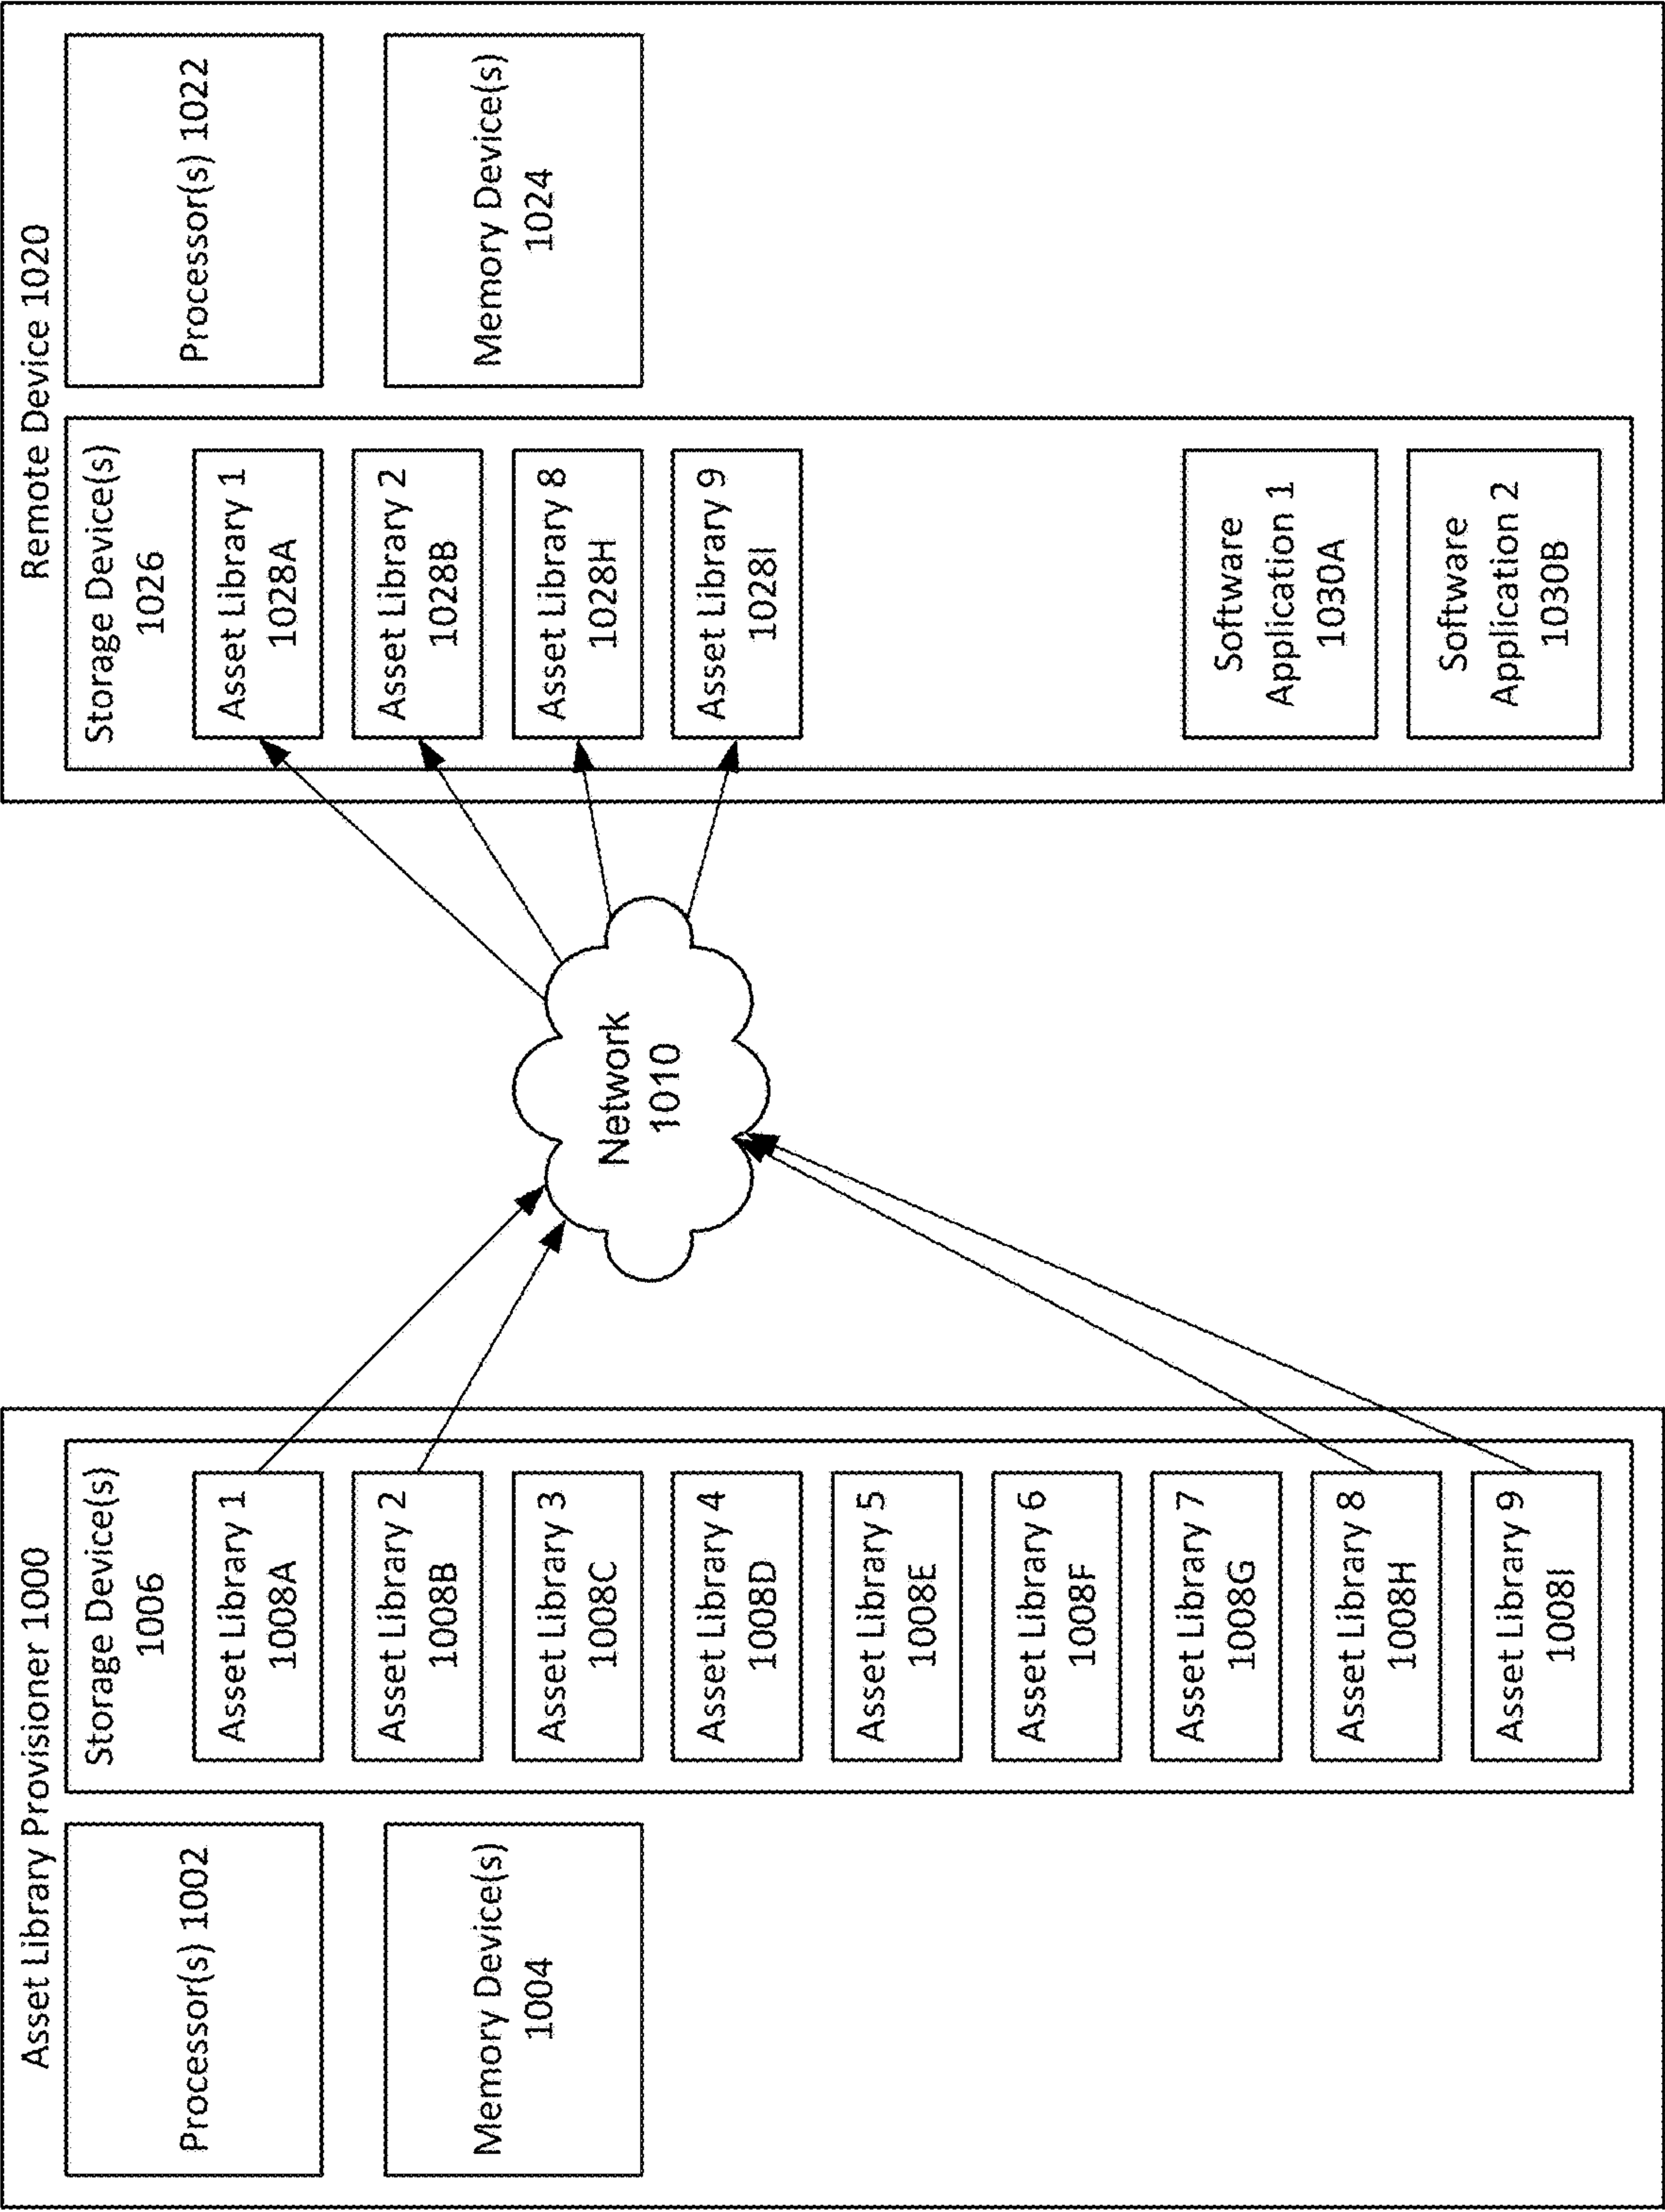 Asset Library Provisioner 1000
Processor(s) 1002
Memory Device(s)
1004
Storage Device(s)
1006
Asset Library 1
1008A
Asset Library 2
1008B
Asset Library 3
1008C
Asset Library 4
1008D
Asset Library 5
1008E
Asset Library 6
1008F
Asset Library 7
1008G
Asset Library 8
1008H
Asset Library 9
1008I
Network
1010
Remote Device 1020
Storage Device(s)
1026
Asset Library 1
1028A
Asset Library 2
1028B
Asset Library 8
1028H
Asset Library 9
1028I
Software
Application 1
1030A
Software
Application 2
1030B
Processor(s) 1022
Memory Device(s)
1024